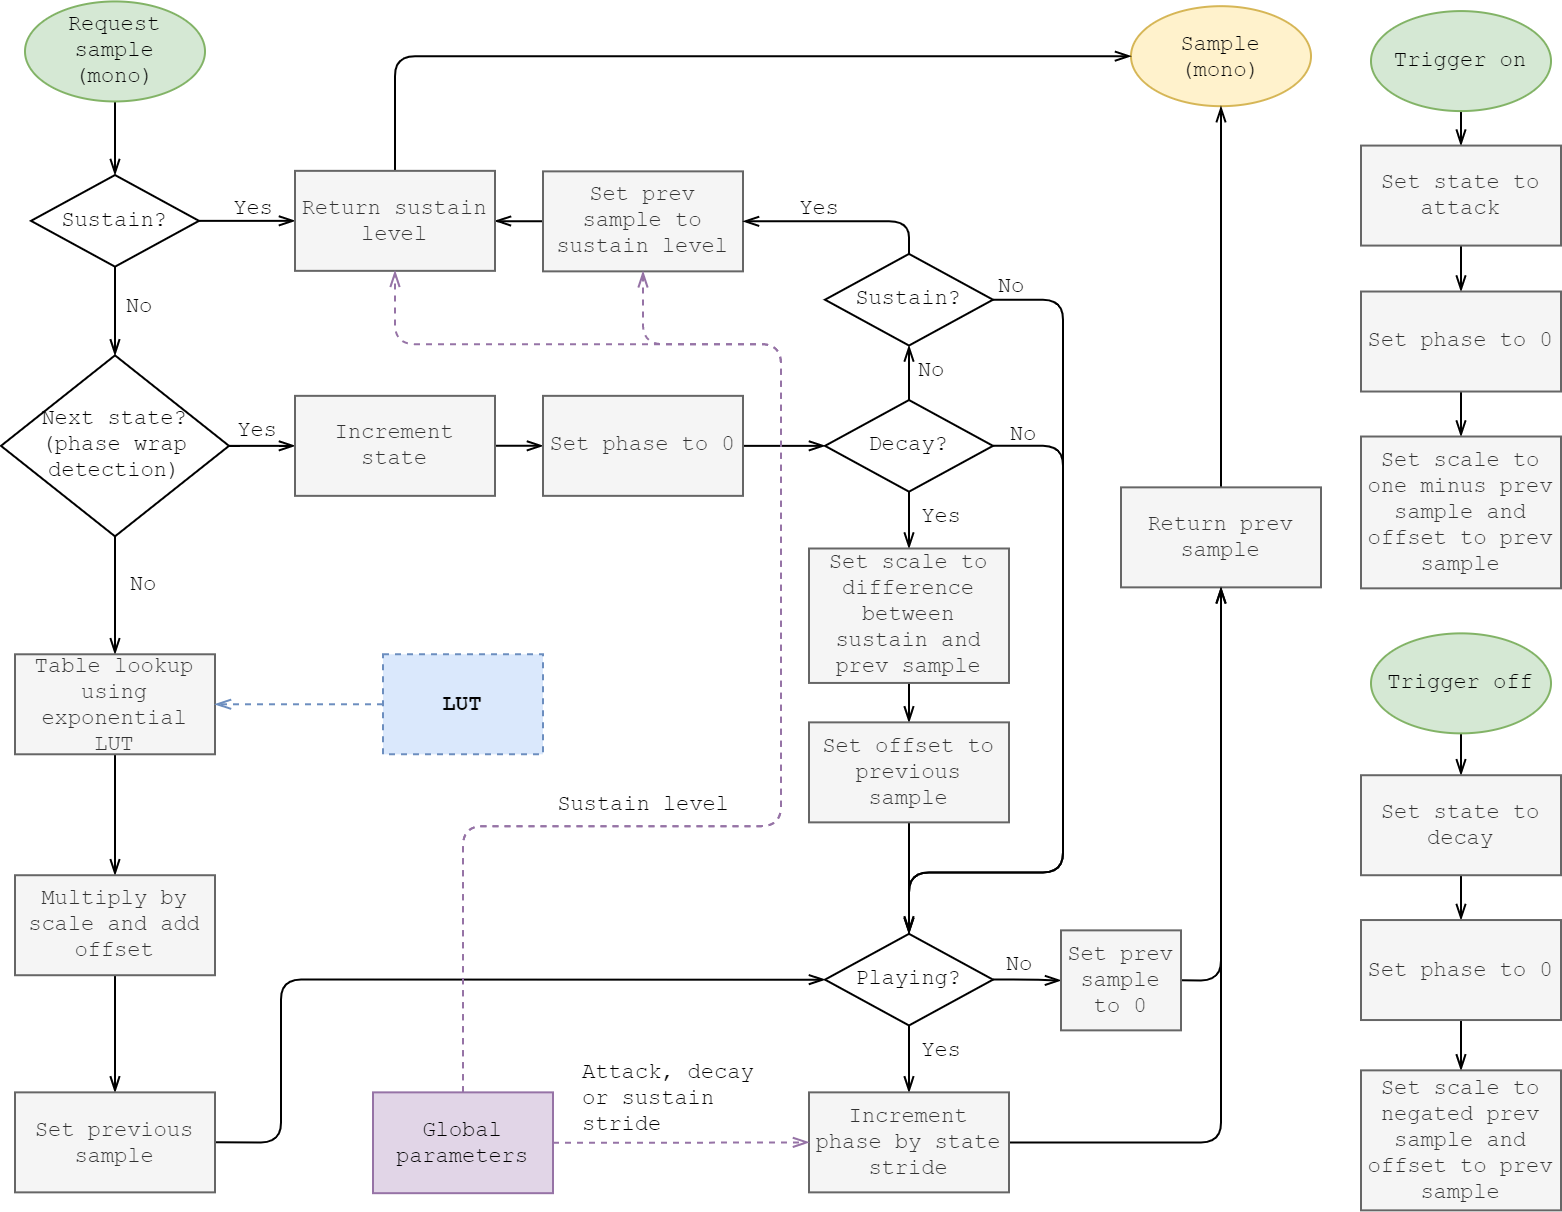 Request
sample
(mono)
Sample
(mono)
Trigger on
Sustain?
Yes
Return sustain
level
Set prev
sample to
sustain level
Yes
Sustain?
No
Set state to
attack
No
No
Set phase to 0
Next state?
(phase wrap
detection)
Yes
Increment
state
Set phase to 0
Decay?
No
Yes
Return prev
sample
Set scale to
one minus prev
sample and
offset to prev
sample
No
Set scale to
difference
between
sustain and
prev sample
Table lookup
using
exponential
LUT
LUT
Trigger off
Set offset to
previous
sample
Sustain level
Set state to
decay
Multiply by
scale and add
offset
Playing?
No
Set prev
sample
to 0
Set phase to 0
Yes
Set previous
sample
Global
parameters
Attack, decay
or sustain
stride
Increment
phase by state
stride
Set scale to
negated prev
sample and
offset to prev
sample